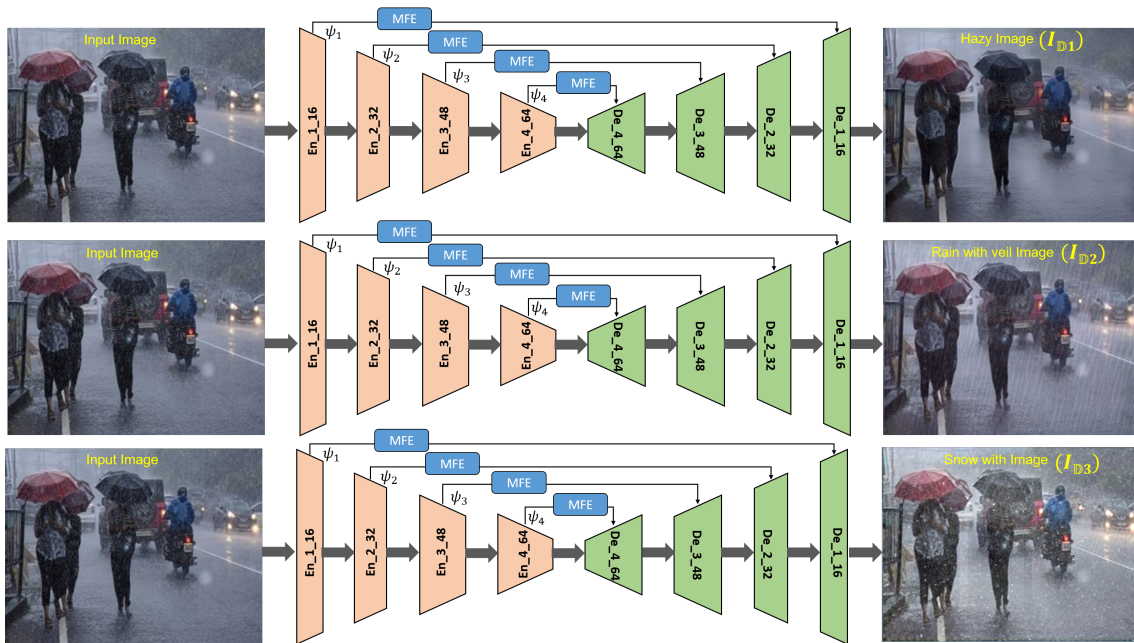 MFE
ψ1
Input Image
MFE
Hazy Image (I𝔻1)
ψ2
MFE
ψ3
MFE
ψ4
En_1_16
En_2_32
En_3_48
En_4_64
De_4_64
De_3_48
De_2_32
De_1_16
MFE
ψ1
Input Image
MFE
Rain with veil Image (I𝔻2)
ψ2
MFE
ψ3
MFE
ψ4
En_1_16
En_2_32
En_3_48
En_4_64
De_4_64
De_3_48
De_2_32
De_1_16
MFE
ψ1
Input Image
MFE
Snow with Image (I𝔻3)
ψ2
MFE
ψ3
MFE
ψ4
En_1_16
En_2_32
En_3_48
En_4_64
De_4_64
De_3_48
De_2_32
De_1_16